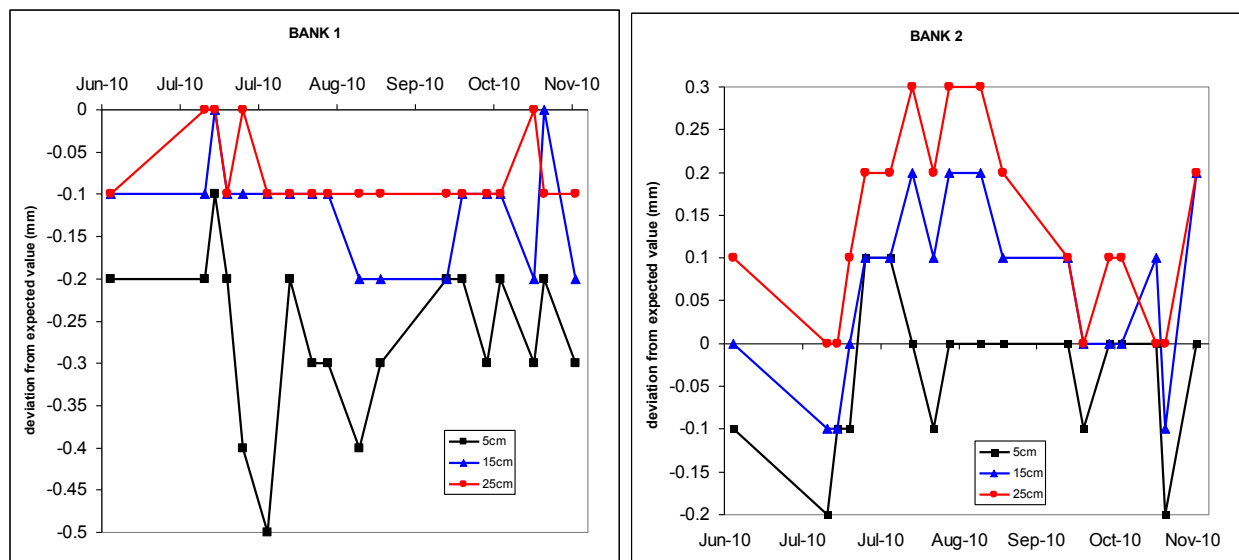 BANK 1
Jun-10 Jul-10 Jul-10 Aug-10 Sep-10 Oct-10 Nov-10
0
-0.05
-0.1
-0.15
-0.2
-0.25
-0.3
-0.35
-0.4
-0.45
-0.5
deviation from expected value (mm)
5cm
15cm
25cm
BANK 2
0.3
0.25
0.2
0.15
0.1
0.05
0
-0.05
-0.1
-0.15
-0.2
deviation from expected value (mm)
5cm
15cm
25cm
Jun-10 Jul-10 Jul-10 Aug-10 Sep-10 Oct-10 Nov-10